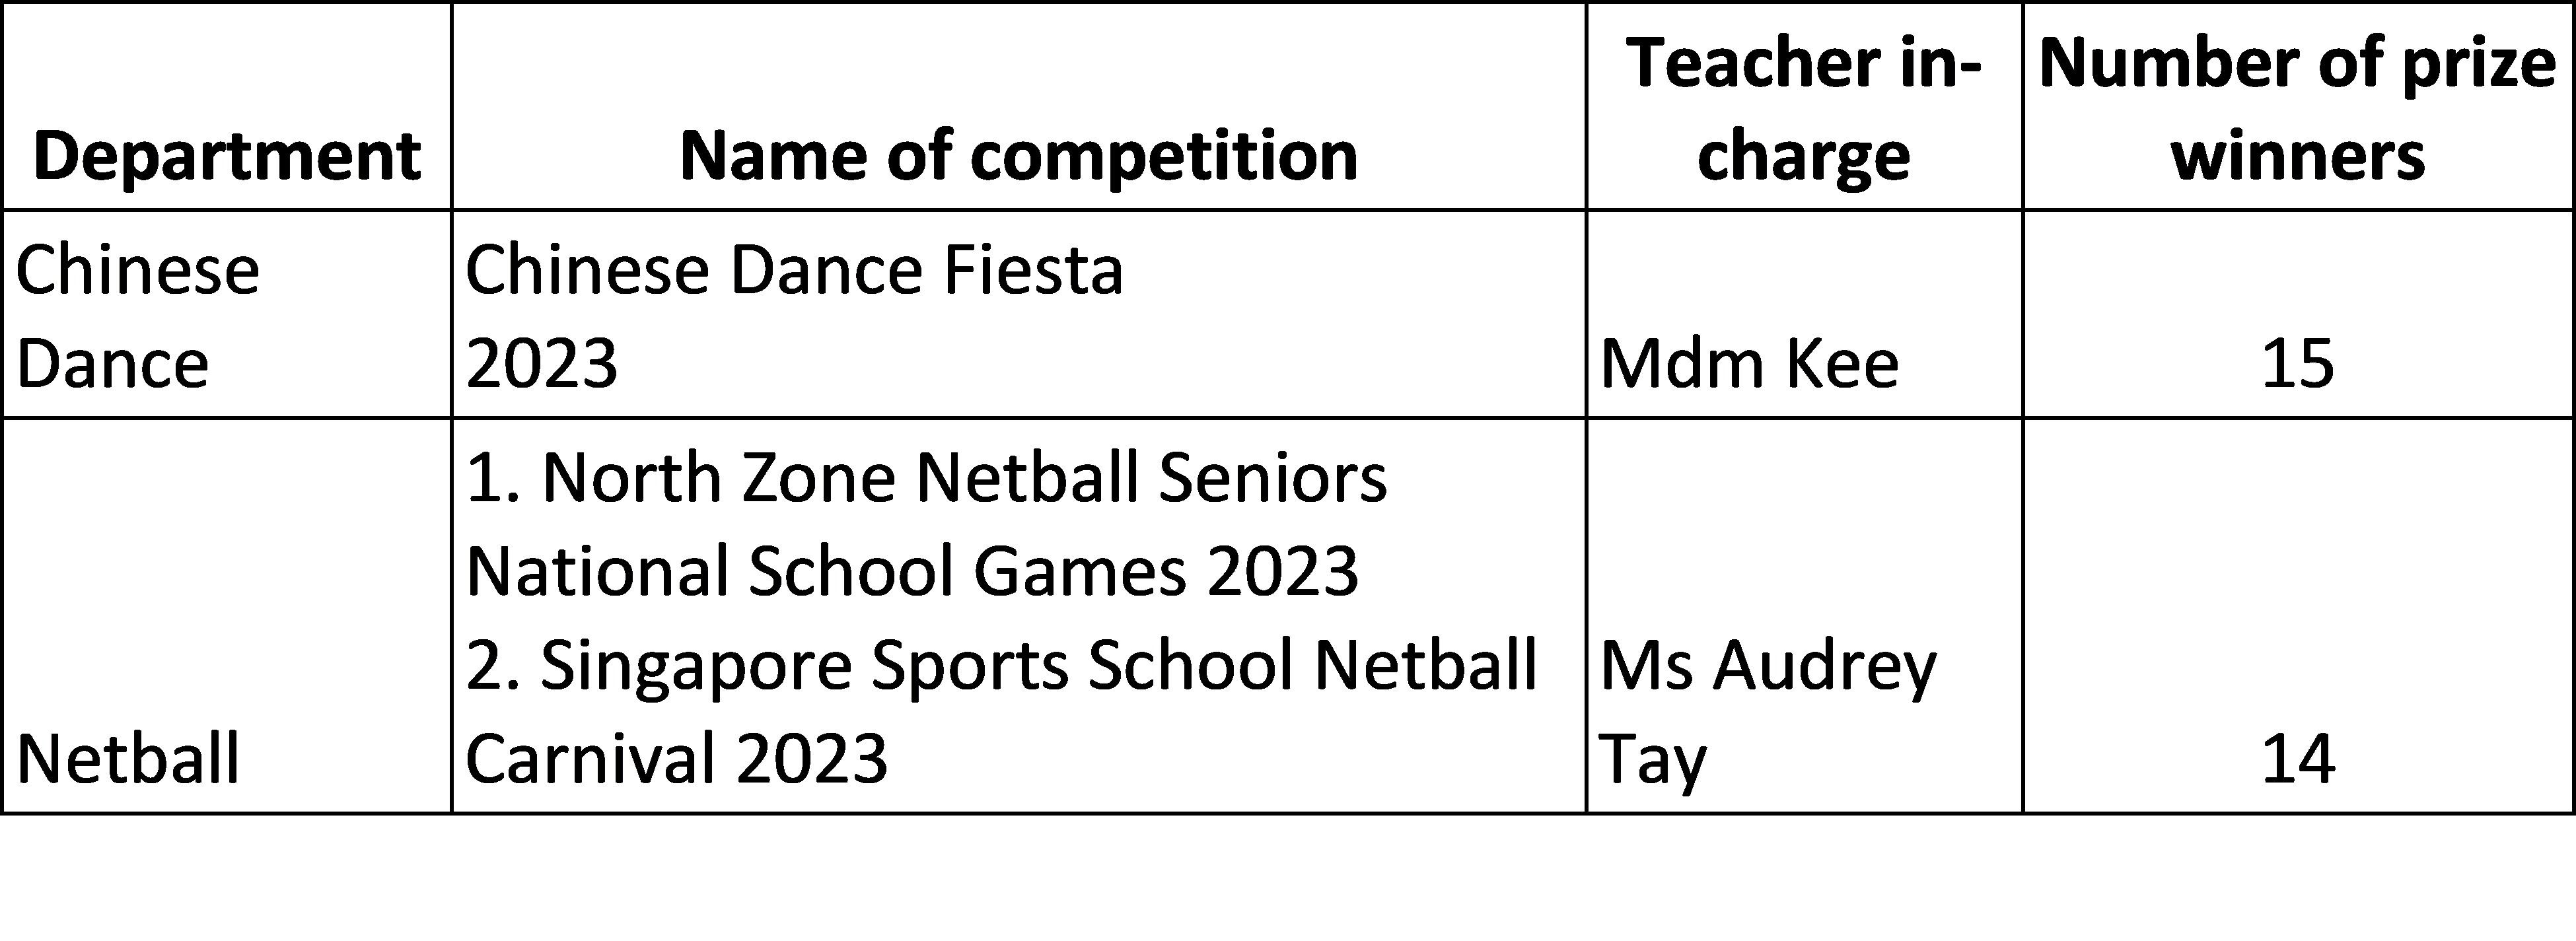 Department
Name of competition
Teacher in-
charge
Number of prize
winners
Chinese
Dance
Chinese Dance Fiesta
2023
Mdm Kee
15
Netball
1. North Zone Netball Seniors
National School Games 2023
2. Singapore Sports School Netball
Carnival 2023
Ms Audrey
Tay
14